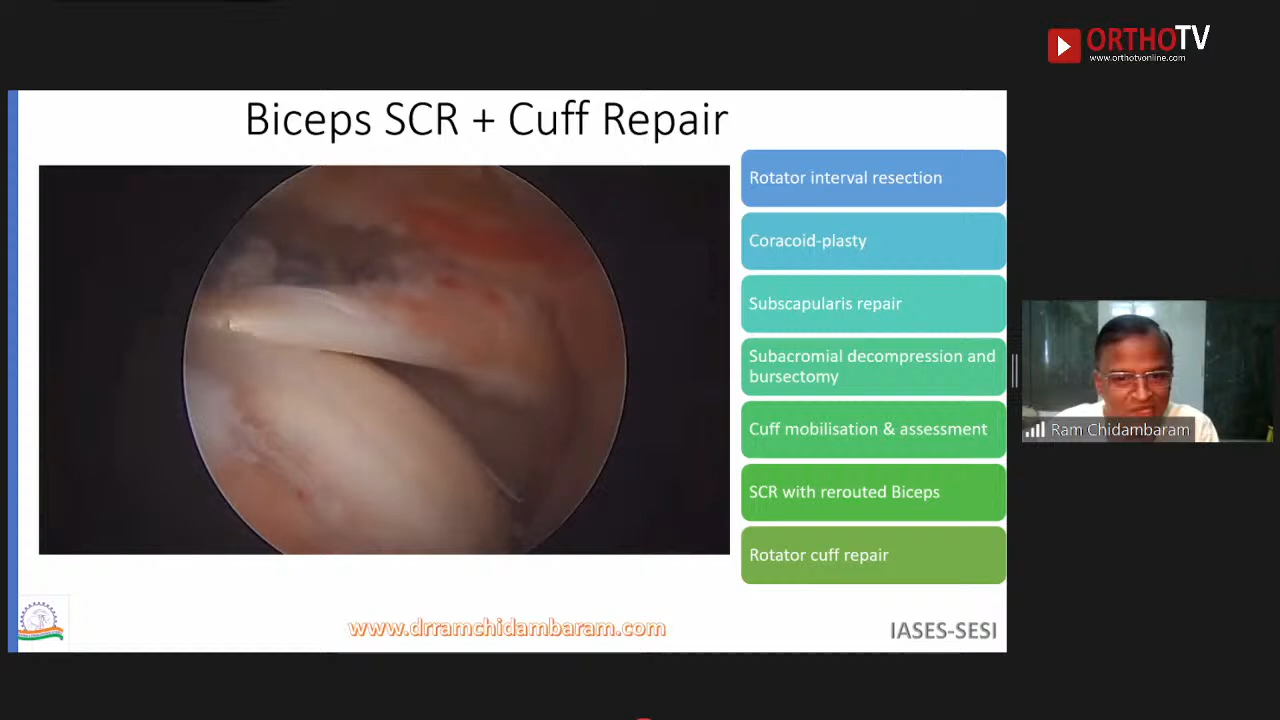 ORTHOTV
www.orthotvonline.com
Biceps SCR + Cuff Repair
Rotator interval resection
Coracoid-plasty
Subscapularis repair
Subacromial decompression and
bursectomy
Cuff mobilisation & assessment
SCR with rerouted Biceps
Rotator cuff repair
Ram Chidambaram
www.drramchidambaram.com
IASES-SESI